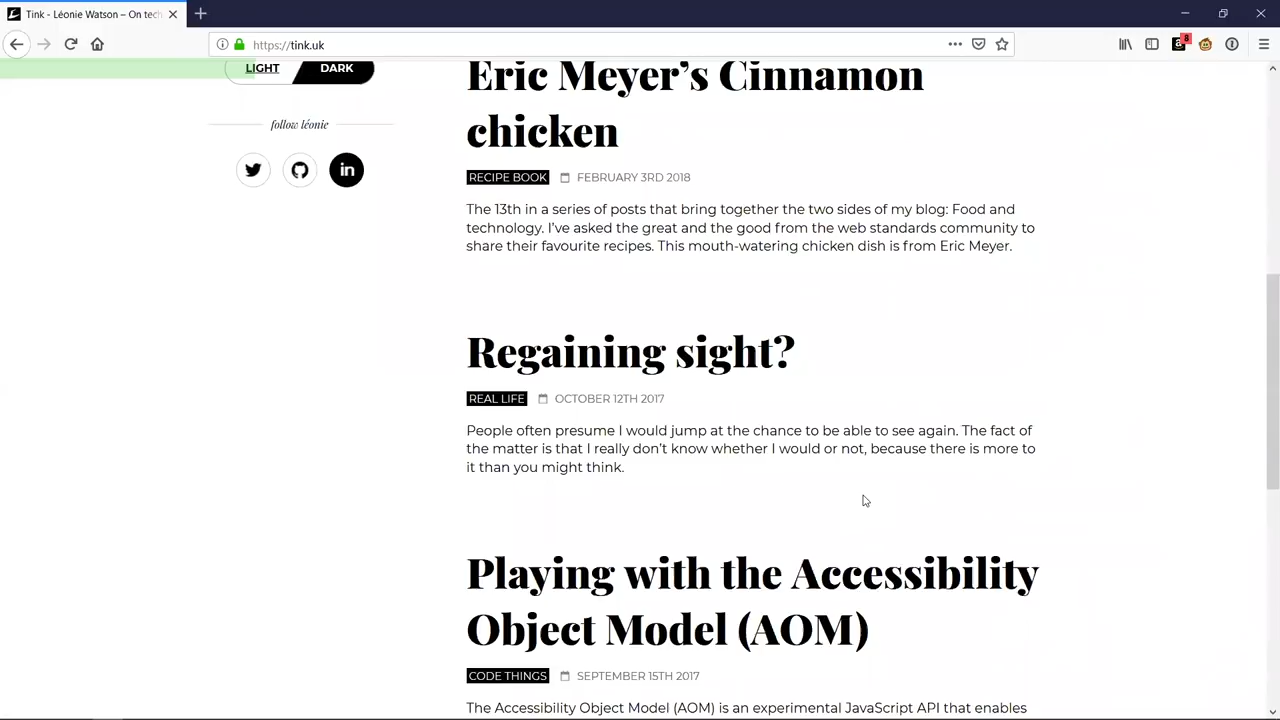 Tink - Léonie Watson – On tech
https://tink.uk
8
LIGHT DARK
follow léonie
in
Eric Meyer’s Cinnamon
chicken
RECIPE BOOK FEBRUARY 3RD 2018
The 13th in a series of posts that bring together the two sides of my blog: Food and
technology. I’ve asked the great and the good from the web standards community to
share their favourite recipes. This mouth-watering chicken dish is from Eric Meyer.
Regaining sight?
REAL LIFE OCTOBER 12TH 2017
People often presume I would jump at the chance to be able to see again. The fact of
the matter is that I really don’t know whether I would or not, because there is more to
it than you might think.
Playing with the Accessibility
Object Model (AOM)
CODE THINGS SEPTEMBER 15TH 2017
The Accessibility Object Model (AOM) is an experimental JavaScript API that enables